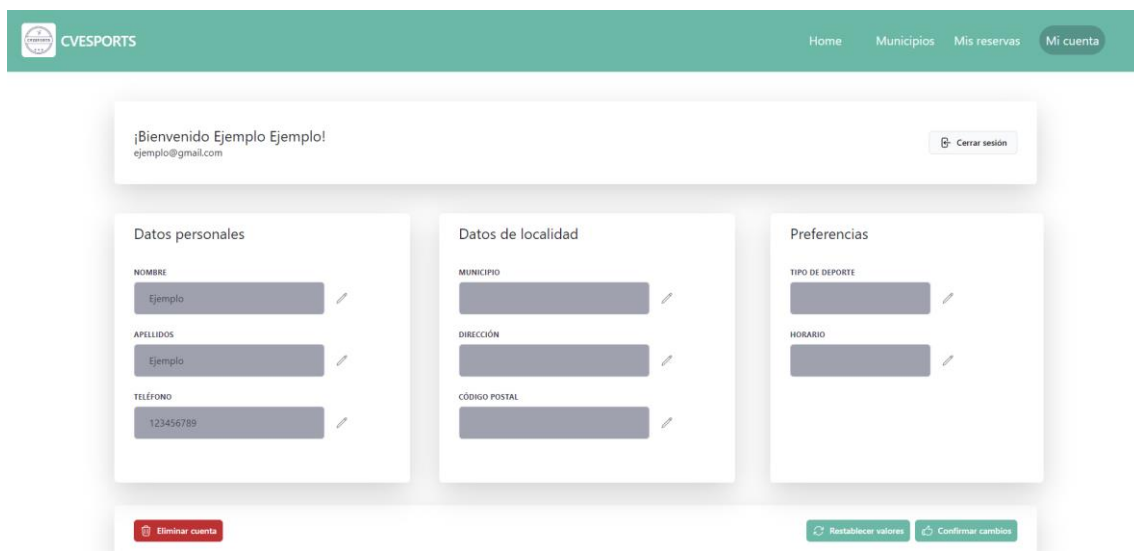 CVESPORTS
Home Municipios Mis reservas Mi cuenta
¡Bienvenido Ejemplo Ejemplo!
ejemplo@gmail.com
Cerrar sesión
Datos personales
NOMBRE
Ejemplo
APELLIDOS
Ejemplo
TELÉFONO
123456789
Datos de localidad
MUNICIPIO
DIRECCIÓN
CÓDIGO POSTAL
Preferencias
TIPO DE DEPORTE
HORARIO
Eliminar cuenta
Restablecer valores
Confirmar cambios